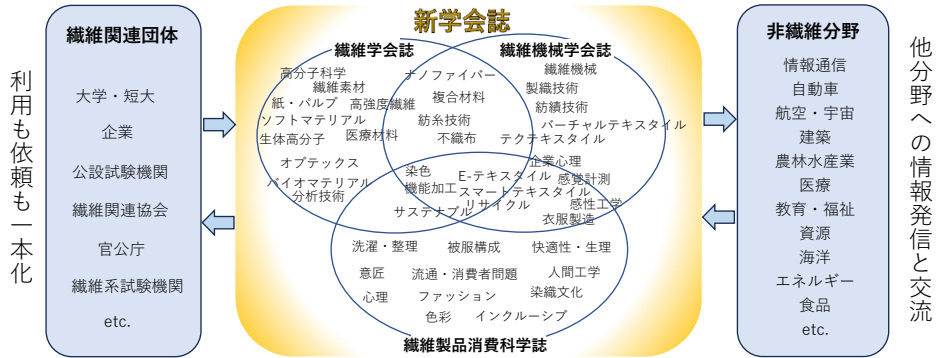 利用も依頼も一本化
繊維関連団体
大学・短大
企業
公設試験機関
繊維関連協会
官公庁
繊維系試験機関
etc.
新学会誌
繊維学会誌
繊維機械学会誌
高分子科学
繊維素材
紙・パルプ
高強度繊維
ソフトマテリアル
生体高分子
医療材料
オプテックス
バイオマテリアル
分析技術
ナノファイバー
複合材料
紡糸技術
不織布
繊維機械
製織技術
紡績技術
バーチャルテキスタイル
テクテキスタイル
染色
機能加工
サステナブル
E-テキスタイル
スマートテキスタイル
リサイクル
企業心理
感覚計測
感性工学
衣服製造
洗濯・整理
被服構成
快適性・生理
意匠
流通・消費者問題
人間工学
心理
ファッション
染織文化
色彩
インクルーシブ
繊維製品消費科学誌
非繊維分野
情報通信
自動車
航空・宇宙
建築
農林水産業
医療
教育・福祉
資源
海洋
エネルギー
食品
etc.
他分野への情報発信と交流